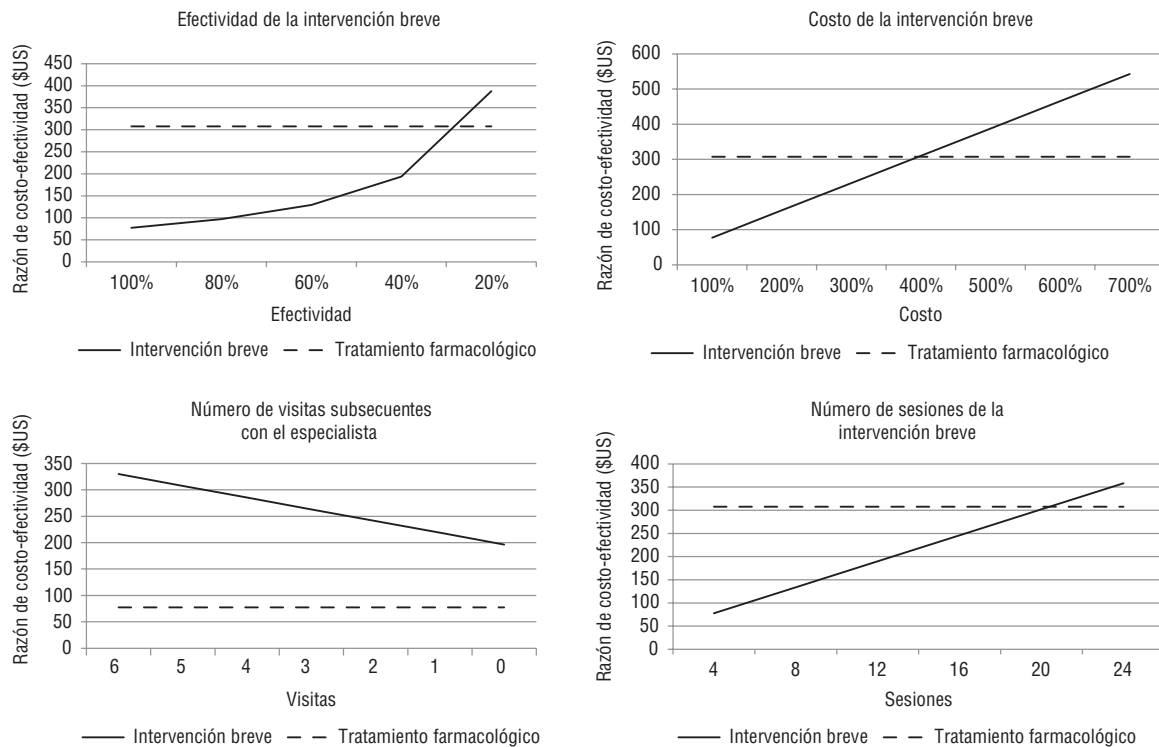 Efectividad de la intervención breve
Razón de costo-efectividad ($US)
450
400
350
300
250
200
150
100
50
0
100% 80% 60% 40% 20%
Efectividad
Intervención breve Tratamiento farmacológico
Costo de la intervención breve
Razón de costo-efectividad ($US)
600
500
400
300
200
100
0
100% 200% 300% 400% 500% 600% 700%
Costo
Intervención breve Tratamiento farmacológico
Número de visitas subsecuentes
con el especialista
Razón de costo-efectividad ($US)
350
300
250
200
150
100
50
0
6 5 4 3 2 1 0
Visitas
Intervención breve Tratamiento farmacológico
Número de sesiones de la
intervención breve
Razón de costo-efectividad ($US)
400
350
300
250
200
150
100
50
0
4 8 12 16 20 24
Sesiones
Intervención breve Tratamiento farmacológico